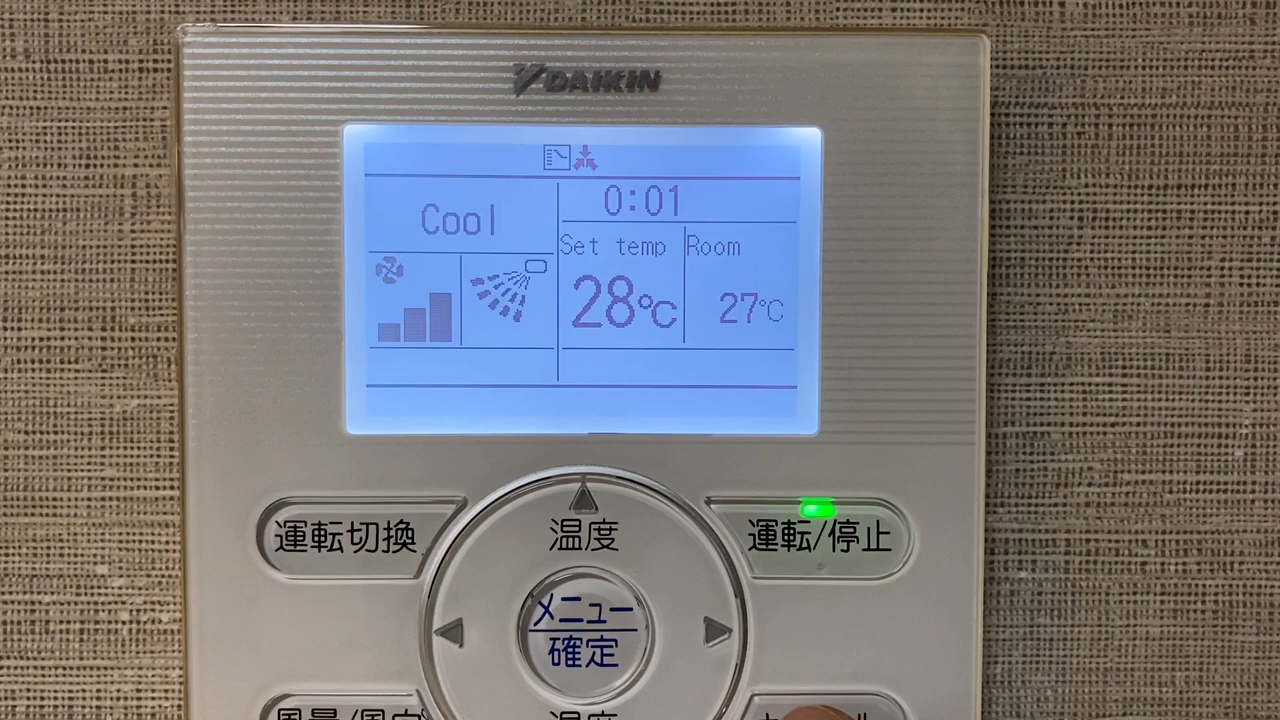 DAIKIN
Cool
0:01
Set temp
Room
28℃
27℃
運転切換
温度
運転/停止
メニュー
確定
風量/風向
温度